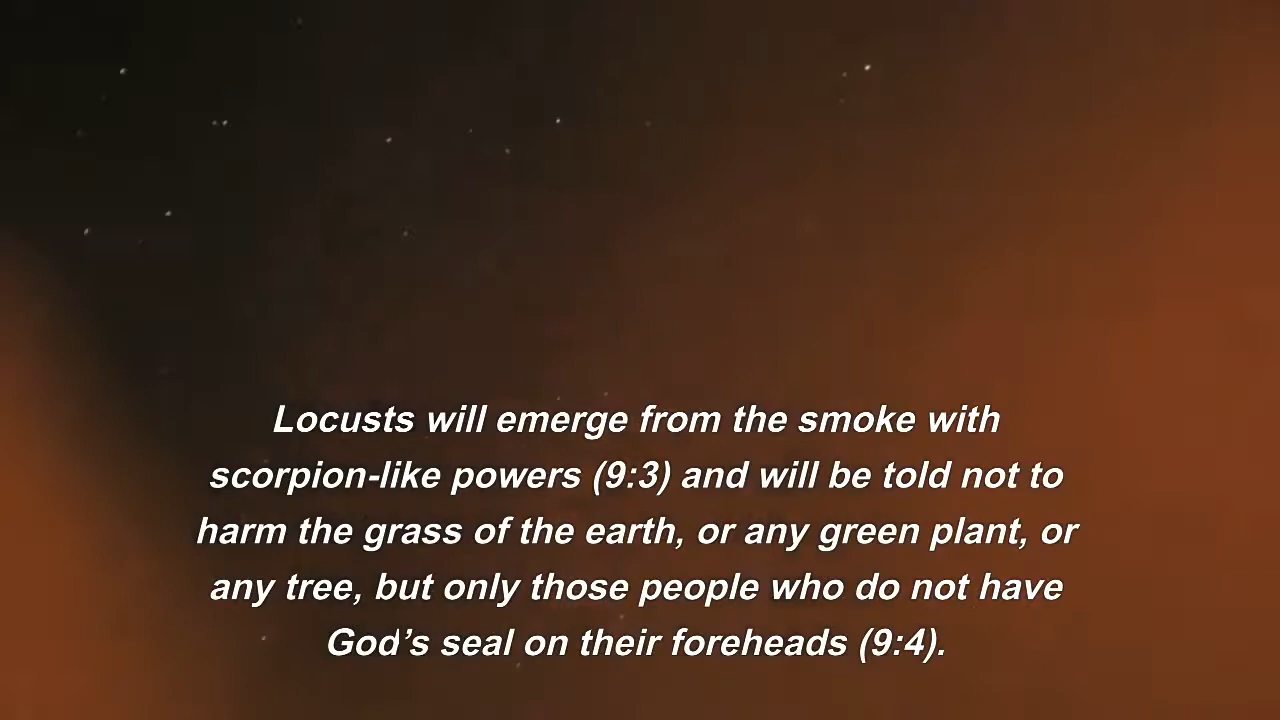 Locusts will emerge from the smoke with
scorpion-like powers (9:3) and will be told not to
harm the grass of the earth, or any green plant, or
any tree, but only those people who do not have
God’s seal on their foreheads (9:4).